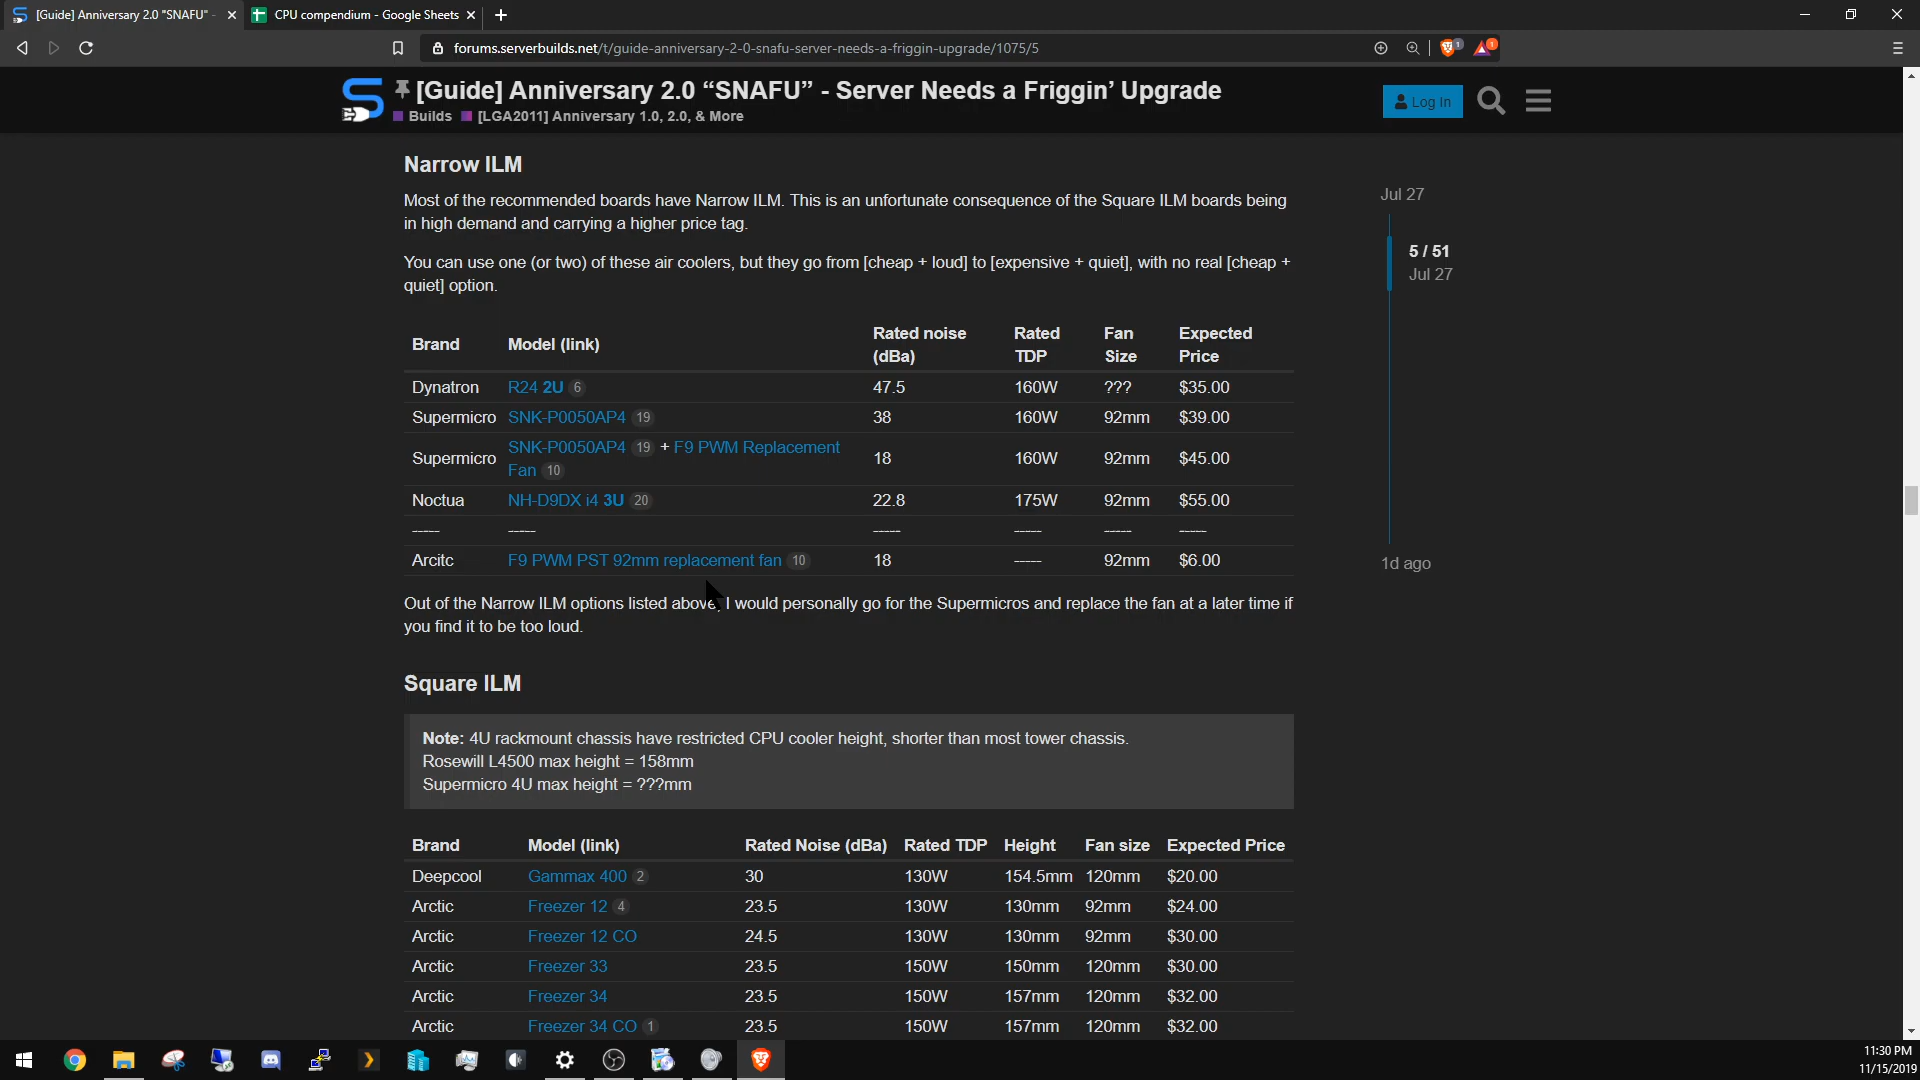 [Guide] Anniversary 2.0 "SNAFU" -
CPU compendium - Google Sheets
forums.serverbuilds.net/t/guide-anniversary-2-0-snafu-server-needs-a-friggin-upgrade/1075/5
1
1
[Guide] Anniversary 2.0 “SNAFU” - Server Needs a Friggin’ Upgrade
Builds [LGA2011] Anniversary 1.0, 2.0, & More
Log In
Narrow ILM
Most of the recommended boards have Narrow ILM. This is an unfortunate consequence of the Square ILM boards being
in high demand and carrying a higher price tag.
You can use one (or two) of these air coolers, but they go from [cheap + loud] to [expensive + quiet], with no real [cheap +
quiet] option.
Brand Model (link) Rated noise (dBa) Rated TDP Fan Size Expected Price
Dynatron R24 2U 6 47.5 160W ??? $35.00
Supermicro SNK-P0050AP4 19 38 160W 92mm $39.00
Supermicro SNK-P0050AP4 19 + F9 PWM Replacement
Fan 10 18 160W 92mm $45.00
Noctua NH-D9DX i4 3U 20 22.8 175W 92mm $55.00
----- ----- ----- ----- ----- -----
Arcitc F9 PWM PST 92mm replacement fan 10 18 ----- 92mm $6.00
Out of the Narrow ILM options listed above, I would personally go for the Supermicros and replace the fan at a later time if
you find it to be too loud.
Square ILM
Note: 4U rackmount chassis have restricted CPU cooler height, shorter than most tower chassis.
Rosewill L4500 max height = 158mm
Supermicro 4U max height = ???mm
Brand Model (link) Rated Noise (dBa) Rated TDP Height Fan size Expected Price
Deepcool Gammax 400 2 30 130W 154.5mm 120mm $20.00
Arctic Freezer 12 4 23.5 130W 130mm 92mm $24.00
Arctic Freezer 12 CO 24.5 130W 130mm 92mm $30.00
Arctic Freezer 33 23.5 150W 150mm 120mm $30.00
Arctic Freezer 34 23.5 150W 157mm 120mm $32.00
Arctic Freezer 34 CO 1 23.5 150W 157mm 120mm $32.00
Jul 27
5 / 51
Jul 27
1d ago
11:30 PM
11/15/2019